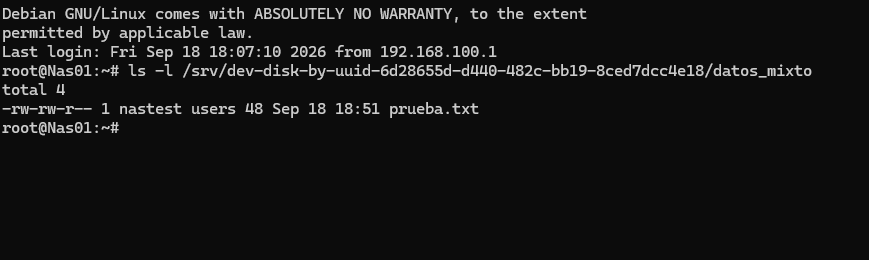 Debian GNU/Linux comes with ABSOLUTELY NO WARRANTY, to the extent
permitted by applicable law.
Last login: Fri Sep 18 18:07:10 2026 from 192.168.100.1
root@Nas01:~# ls -l /srv/dev-disk-by-uuid-6d28655d-d440-482c-bb19-8ced7dcc4e18/datos_mixto
total 4
-rw-rw-r-- 1 nastest users 48 Sep 18 18:51 prueba.txt
root@Nas01:~#